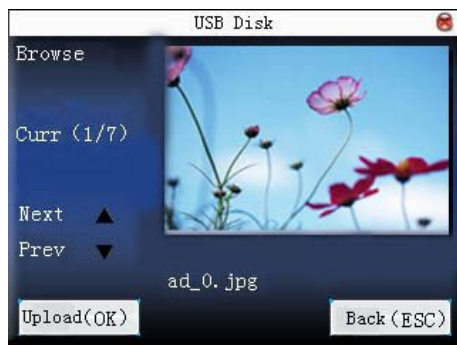 USB Disk
Browse
Curr (1/7)
Next ▲
Prev ▼
ad_0.jpg
Upload(OK)
Back(ESC)